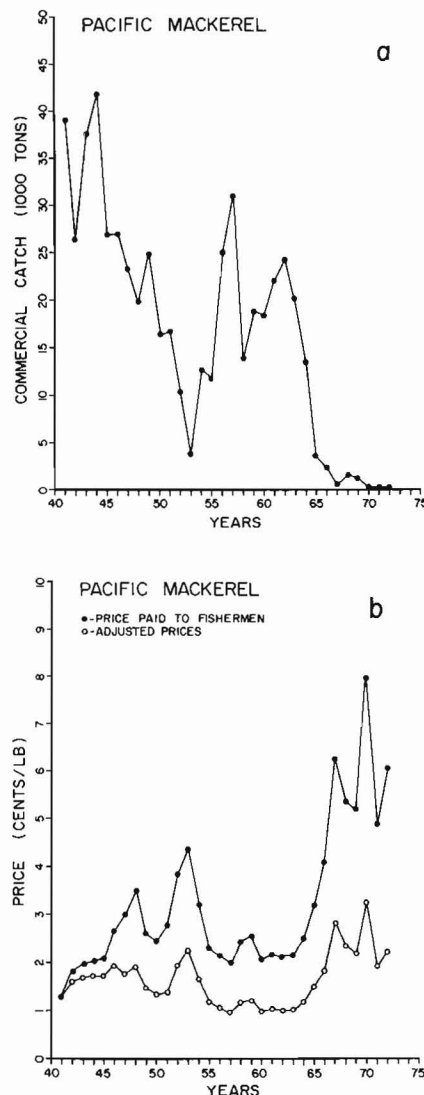 PACIFIC MACKEREL
a
COMMERCIAL CATCH (1000 TONS)
50
45
40
35
30
25
20
15
10
5
0
40 45 50 55 60 65 70 75
YEARS
PACIFIC MACKEREL
b
●-PRICE PAID TO FISHERMEN
○-ADJUSTED PRICES
PRICE (CENTS/LB)
10
9
8
7
6
5
4
3
2
1
0
40 45 50 55 60 65 70 75
YEARS